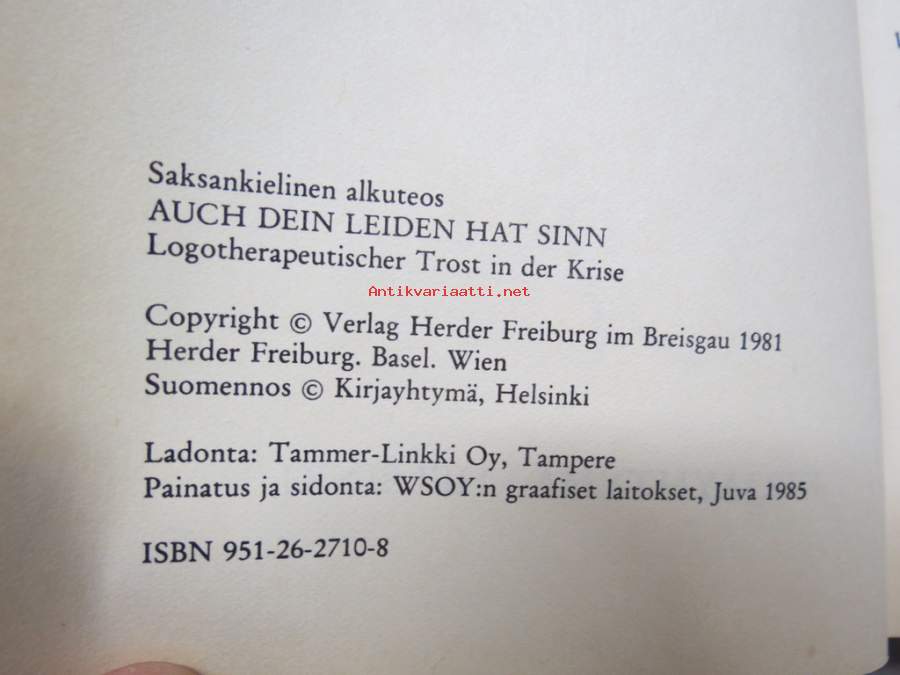 Saksankielinen alkuteos
AUCH DEIN LEIDEN HAT SINN
Logotherapeutischer Trost in der Krise
Antikvariaatti.net
Copyright © Verlag Herder Freiburg im Breisgau 1981
Herder Freiburg. Basel. Wien
Suomennos © Kirjayhtymä, Helsinki
Ladonta: Tammer-Linkki Oy, Tampere
Painatus ja sidonta: WSOY:n graafiset laitokset, Juva 1985
ISBN 951-26-2710-8